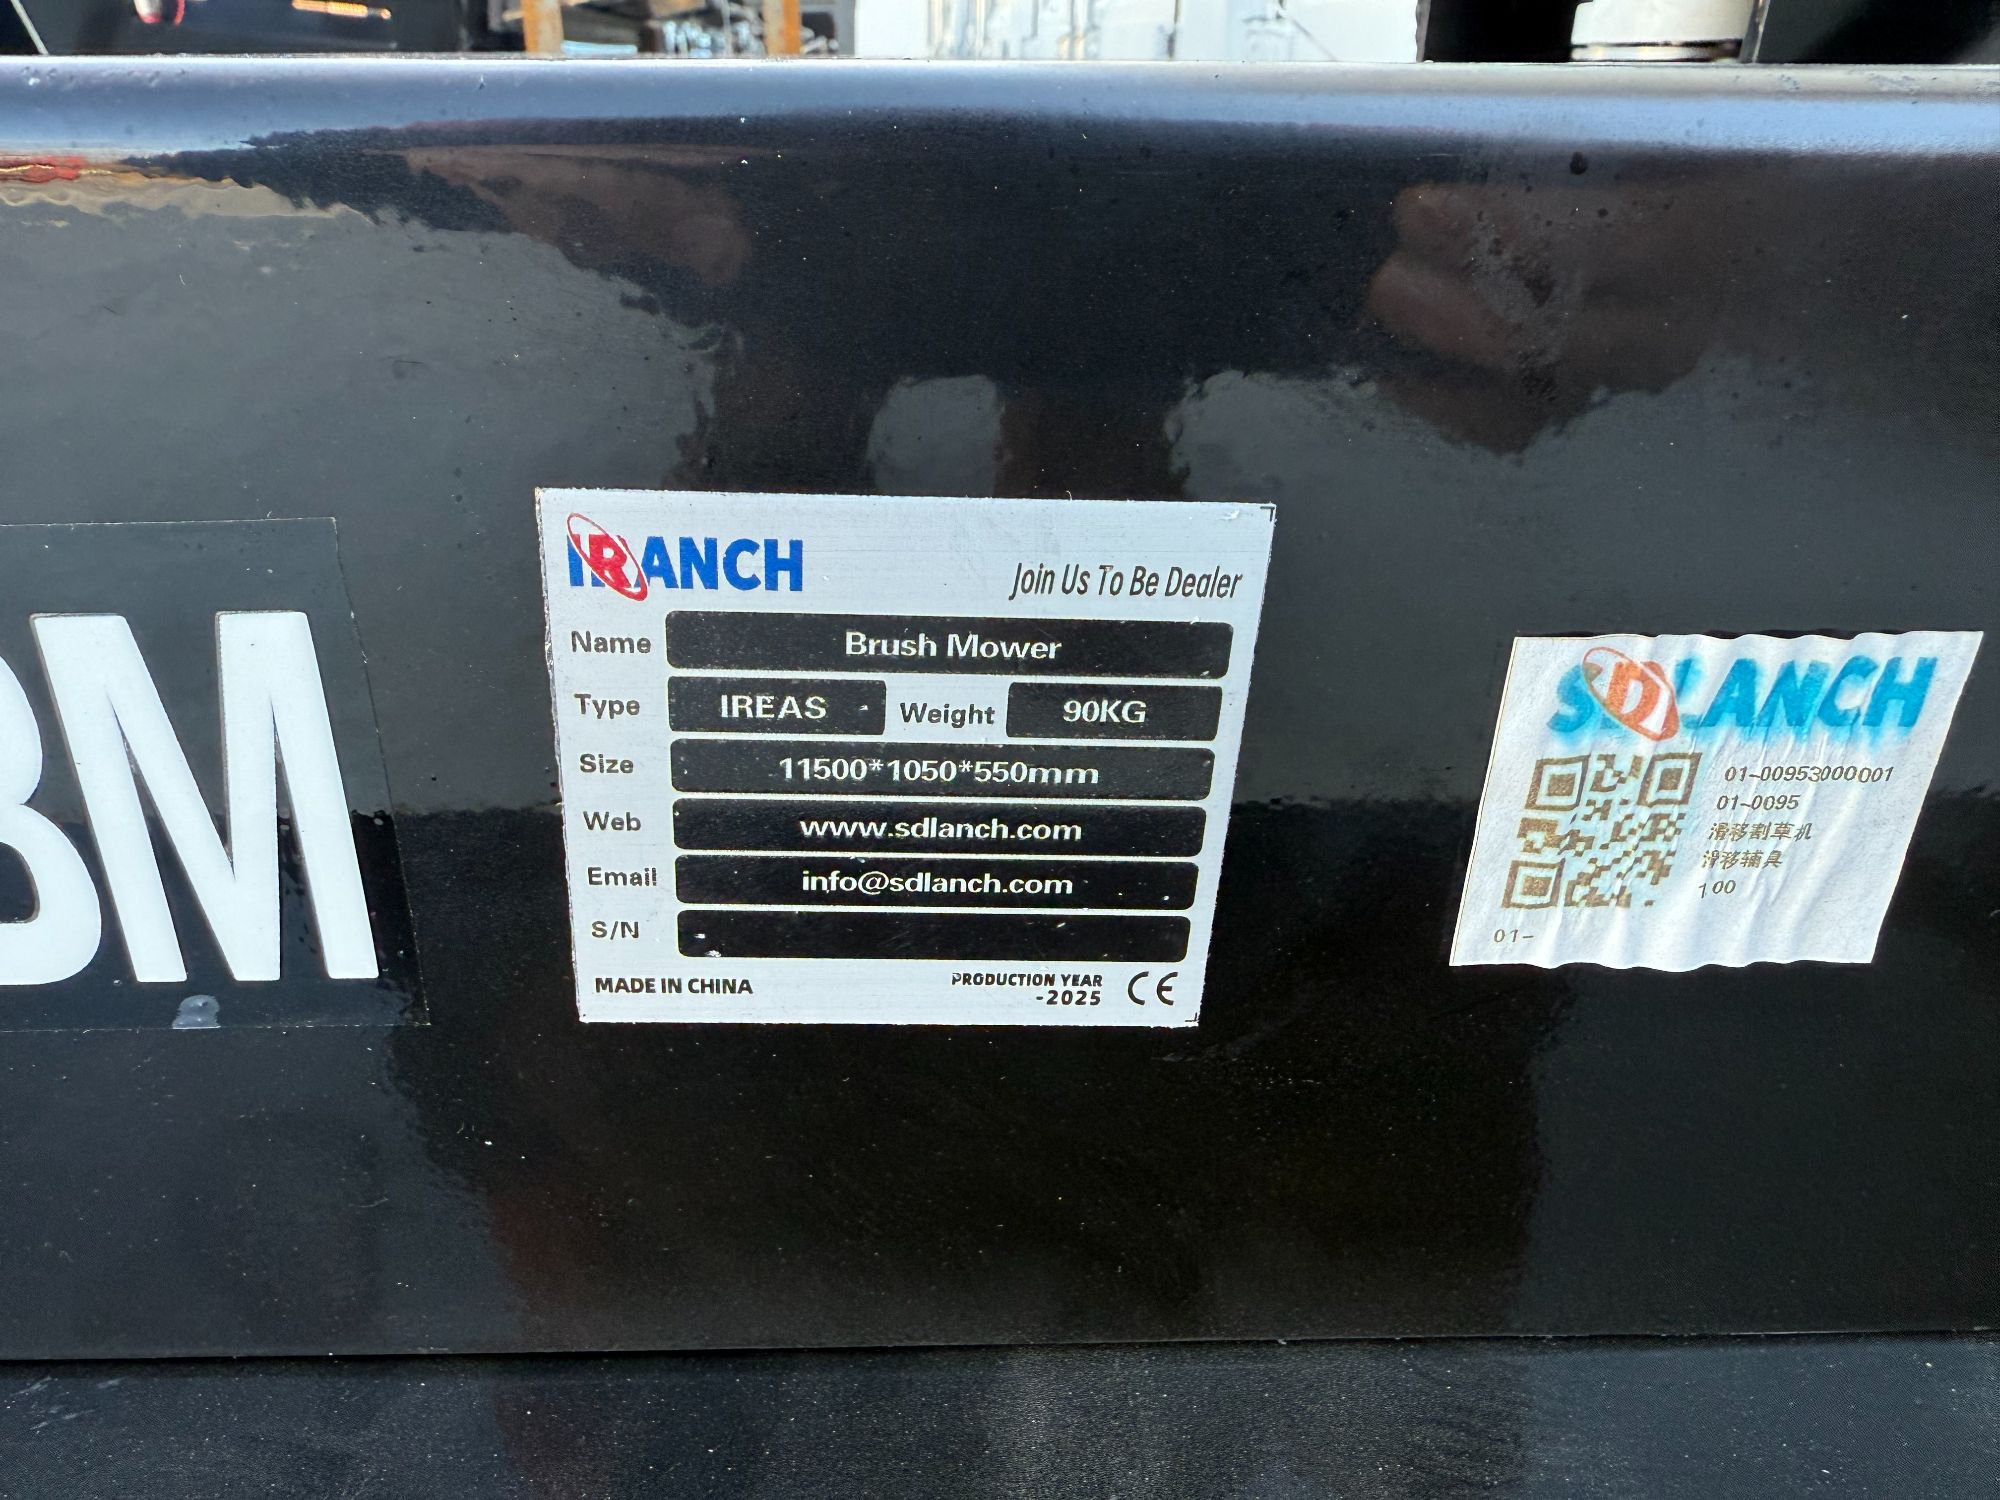 BM
IRANCH
Join Us To Be Dealer
Name Brush Mower
Type IREAS Weight 90KG
Size 11500*1050*550mm
Web www.sdlanch.com
Email info@sdlanch.com
S/N
MADE IN CHINA
PRODUCTION YEAR
-2025
CE
SDLANCH
01-00953000001
01-0095
滑移割草机
滑移辅具
100
01-